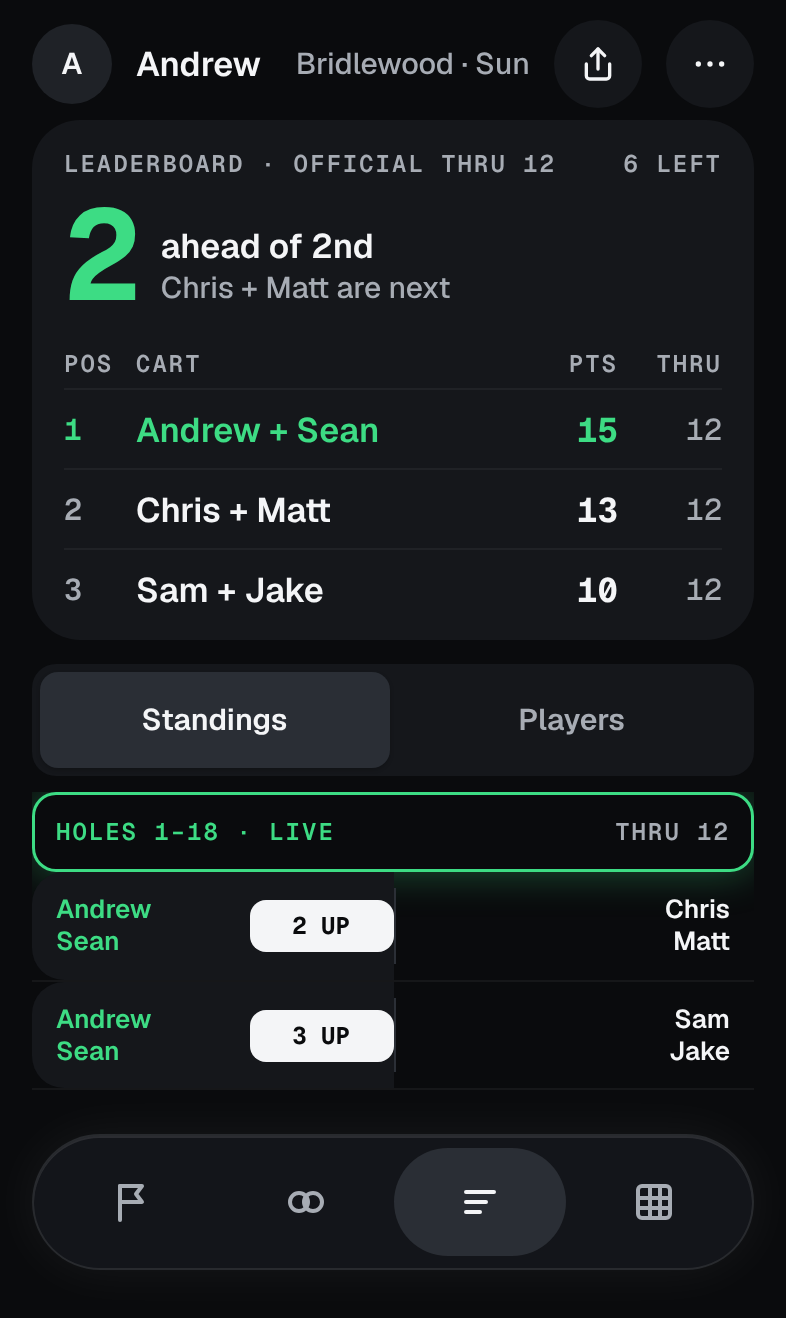 A Andrew Bridlewood · Sun
LEADERBOARD · OFFICIAL THRU 12 6 LEFT
2 ahead of 2nd
Chris + Matt are next
POS CART PTS THRU
1 Andrew + Sean 15 12
2 Chris + Matt 13 12
3 Sam + Jake 10 12
Standings Players
HOLES 1–18 · LIVE THRU 12
Andrew Chris
2 UP
Sean Matt
Andrew Sam
3 UP
Sean Jake